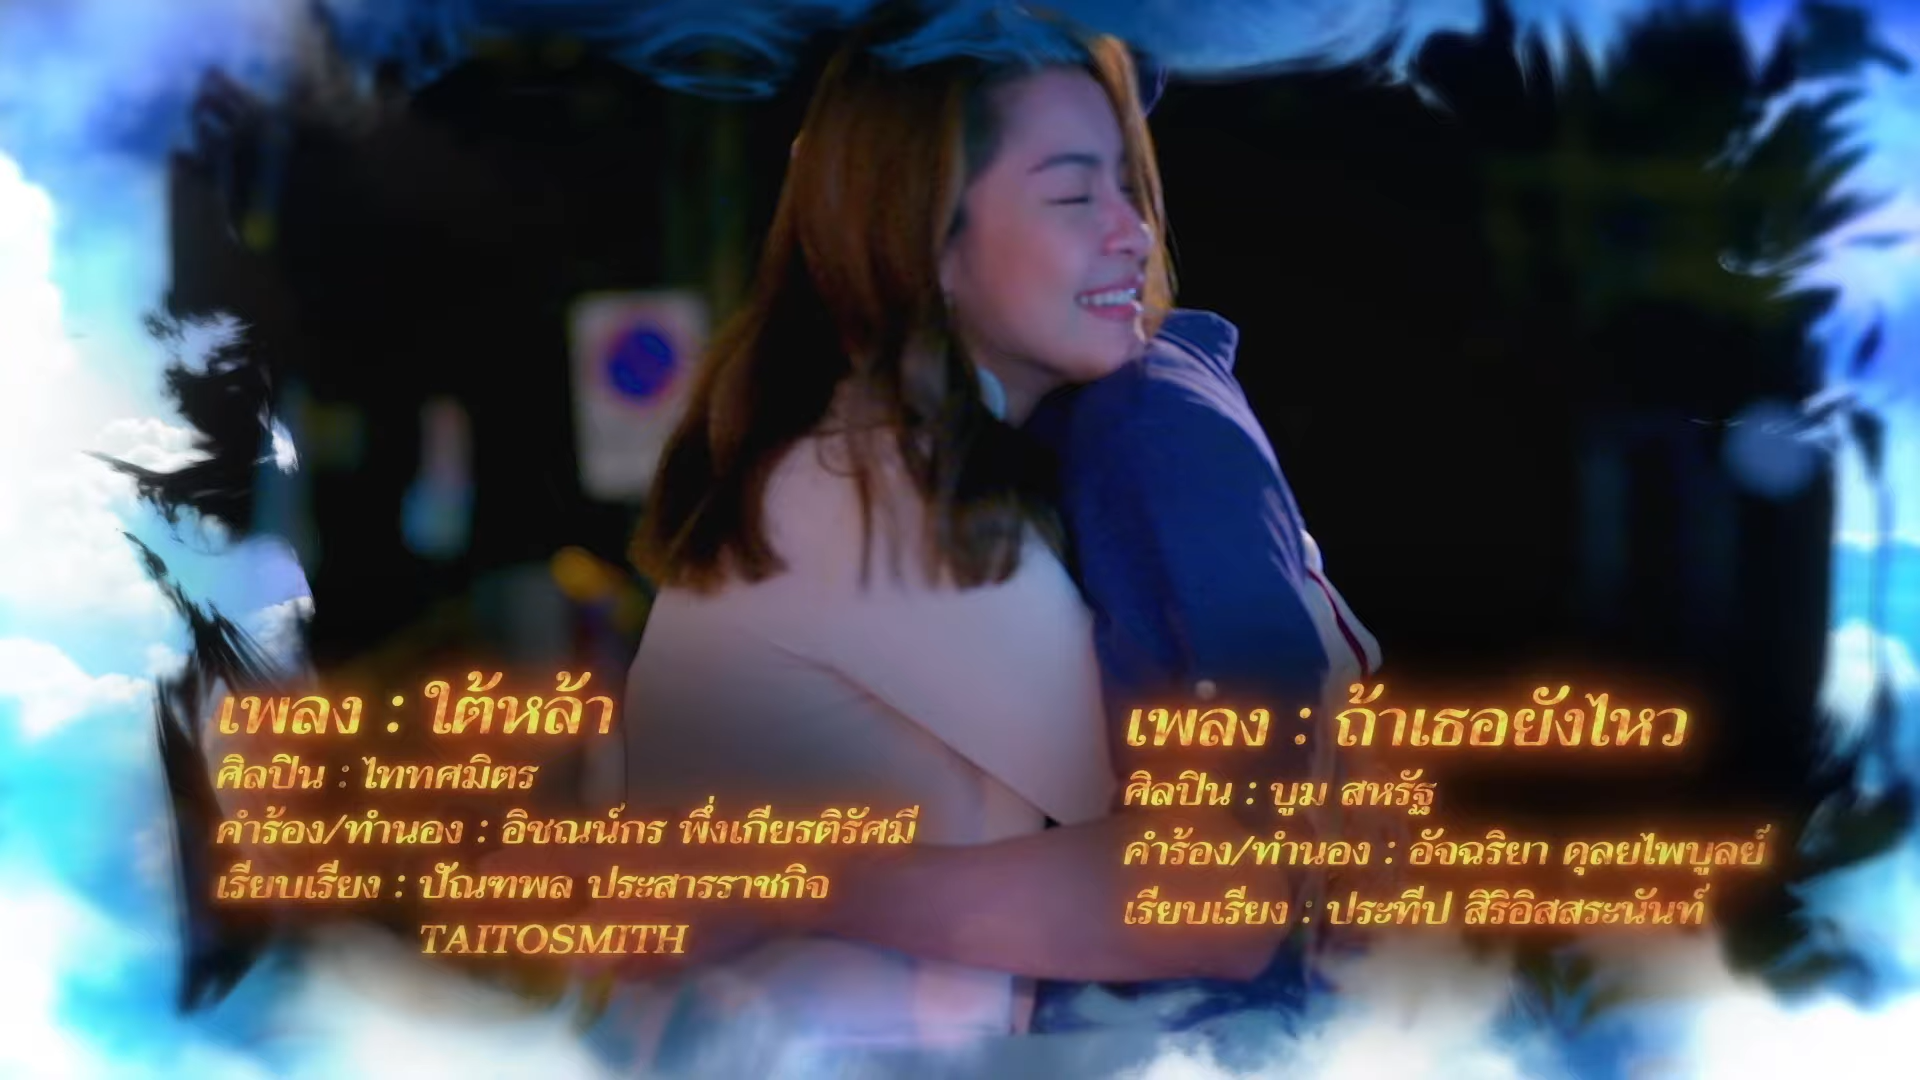 เพลง : ใต้หล้า
ศิลปิน : ไททศมิตร
คำร้อง/ทำนอง : อิชณน์กร พึ่งเกียรติรัศมี
เรียบเรียง : ปัณฑพล ประสารราชกิจ
TAITOSMITH
เพลง : ถ้าเธอยังไหว
ศิลปิน : บูม สหรัฐ
คำร้อง/ทำนอง : อัจฉริยา ดุลยไพบูลย์
เรียบเรียง : ประทีป สิริอิสสระนันท์